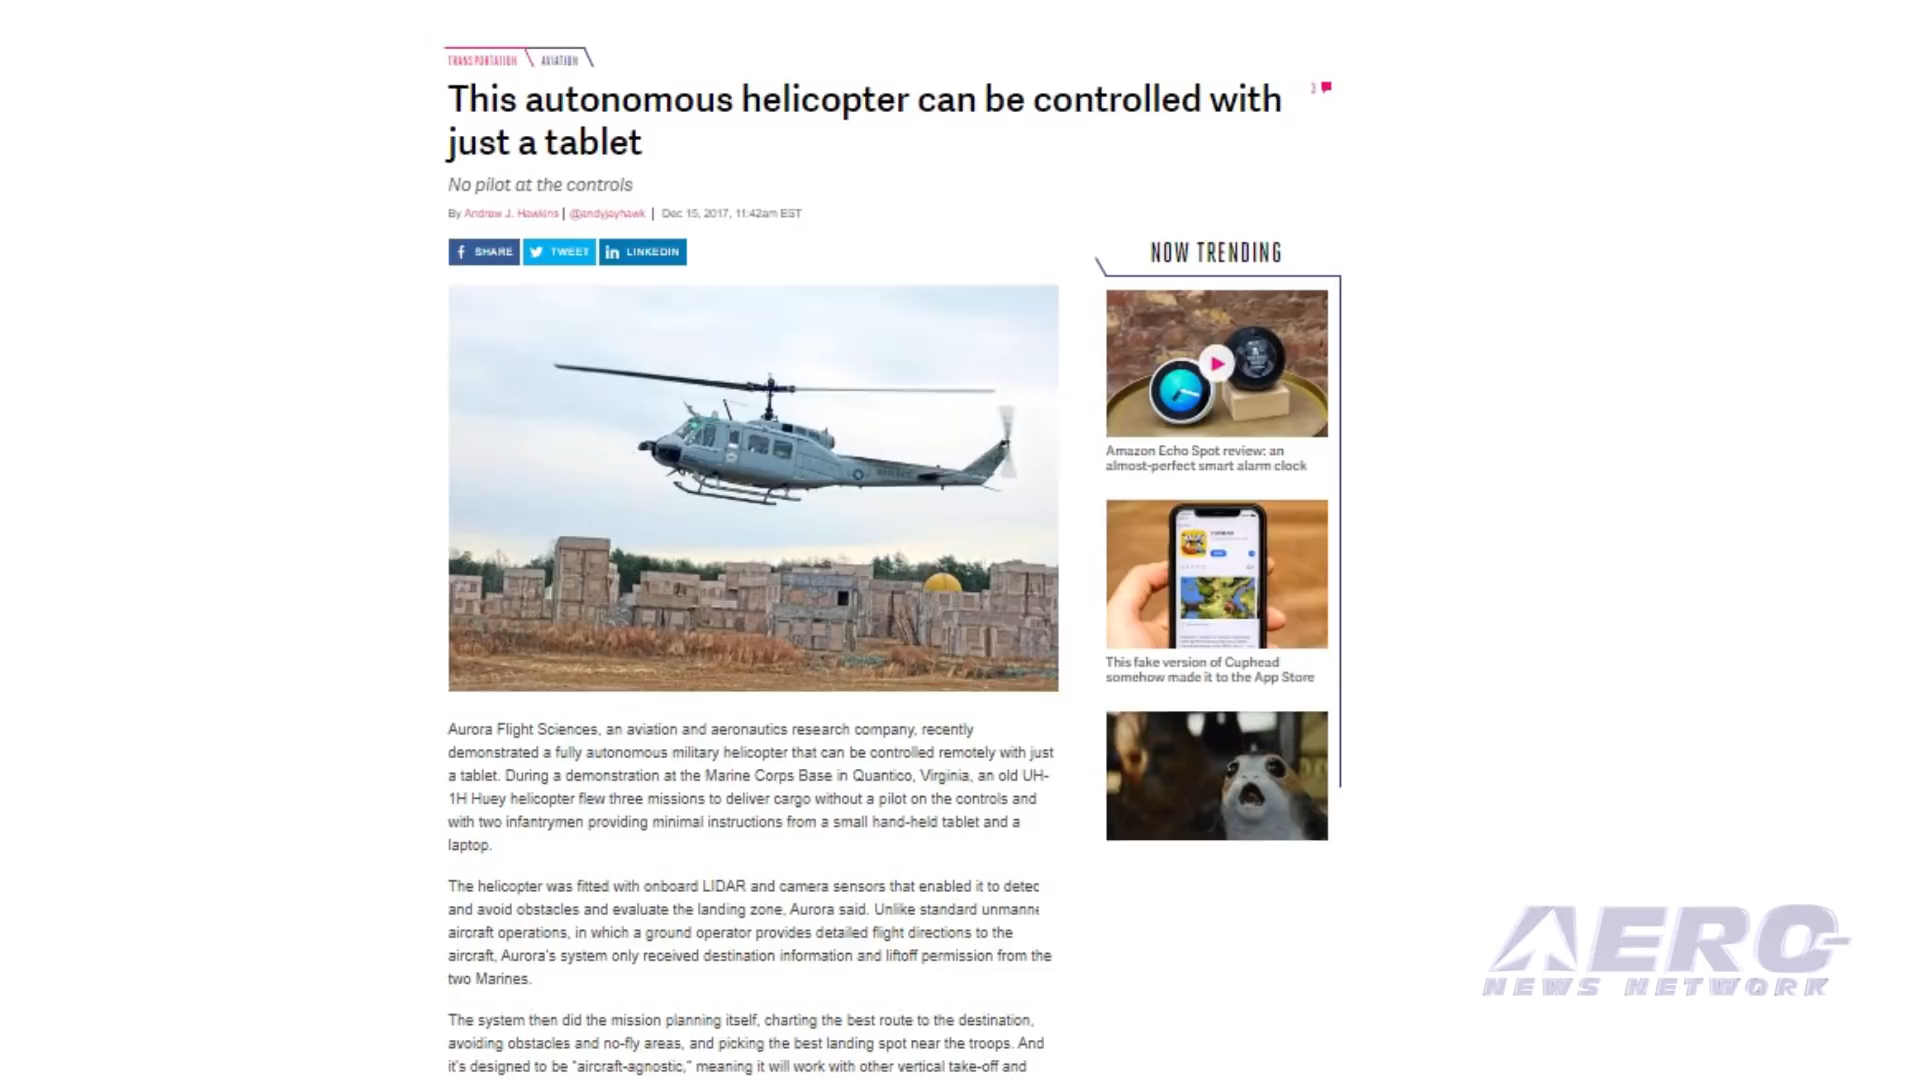 TRANSPORTATION AVIATION
This autonomous helicopter can be controlled with
just a tablet
3
No pilot at the controls
By Andrew J. Hawkins | @andyjayhawk | Dec 15, 2017, 11:42am EST
SHARE TWEET LINKEDIN
Aurora Flight Sciences, an aviation and aeronautics research company, recently
demonstrated a fully autonomous military helicopter that can be controlled remotely with just
a tablet. During a demonstration at the Marine Corps Base in Quantico, Virginia, an old UH-
1H Huey helicopter flew three missions to deliver cargo without a pilot on the controls and
with two infantrymen providing minimal instructions from a small hand-held tablet and a
laptop.
The helicopter was fitted with onboard LIDAR and camera sensors that enabled it to detec
and avoid obstacles and evaluate the landing zone, Aurora said. Unlike standard unmanne
aircraft operations, in which a ground operator provides detailed flight directions to the
aircraft, Aurora's system only received destination information and liftoff permission from the
two Marines.
The system then did the mission planning itself, charting the best route to the destination,
avoiding obstacles and no-fly areas, and picking the best landing spot near the troops. And
it's designed to be "aircraft-agnostic," meaning it will work with other vertical take-off and
NOW TRENDING
Amazon Echo Spot review: an
almost-perfect smart alarm clock
This fake version of Cuphead
somehow made it to the App Store
AERO
NEWS NETWORK